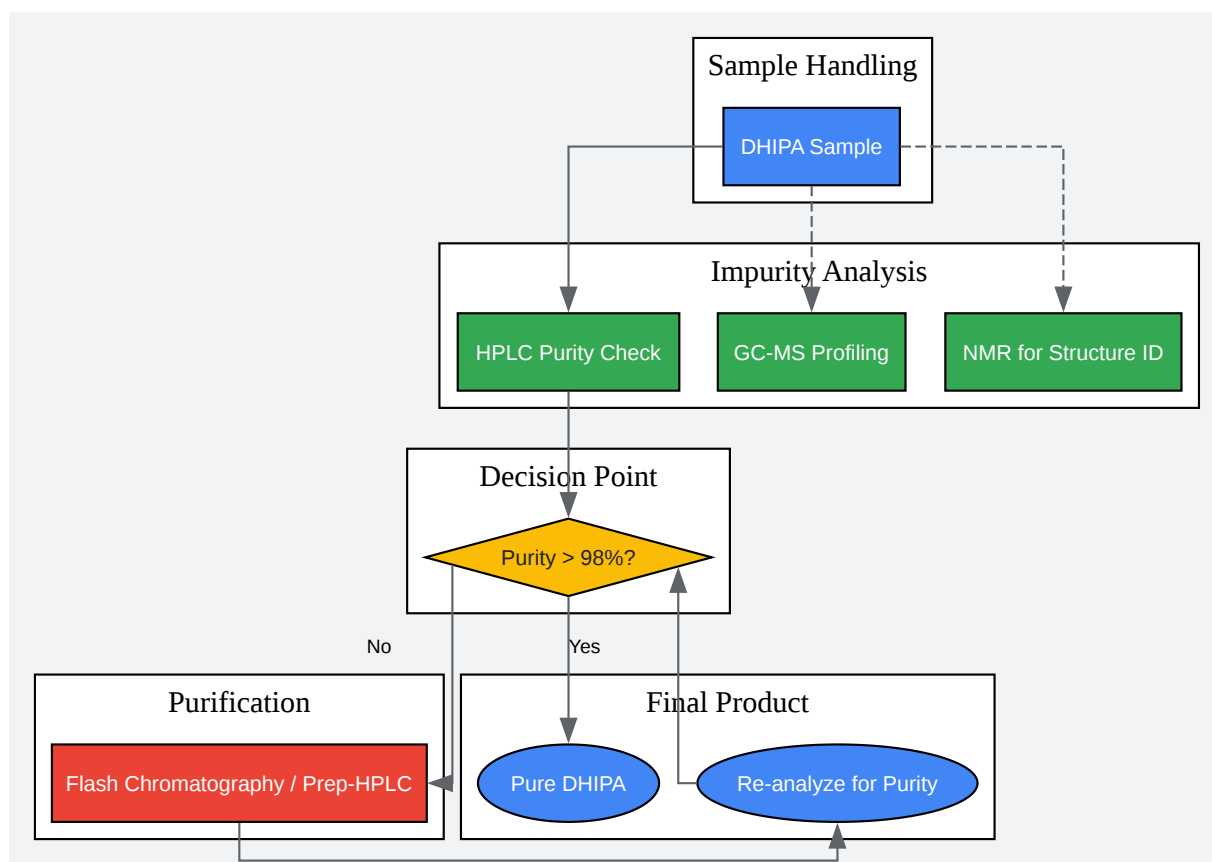 Sample Handling
DHIPA Sample
Impurity Analysis
HPLC Purity Check
GC-MS Profiling
NMR for Structure ID
Decision Point
Purity > 98%?
No
Yes
Purification
Final Product
Flash Chromatography / Prep-HPLC
Pure DHIPA
Re-analyze for Purity